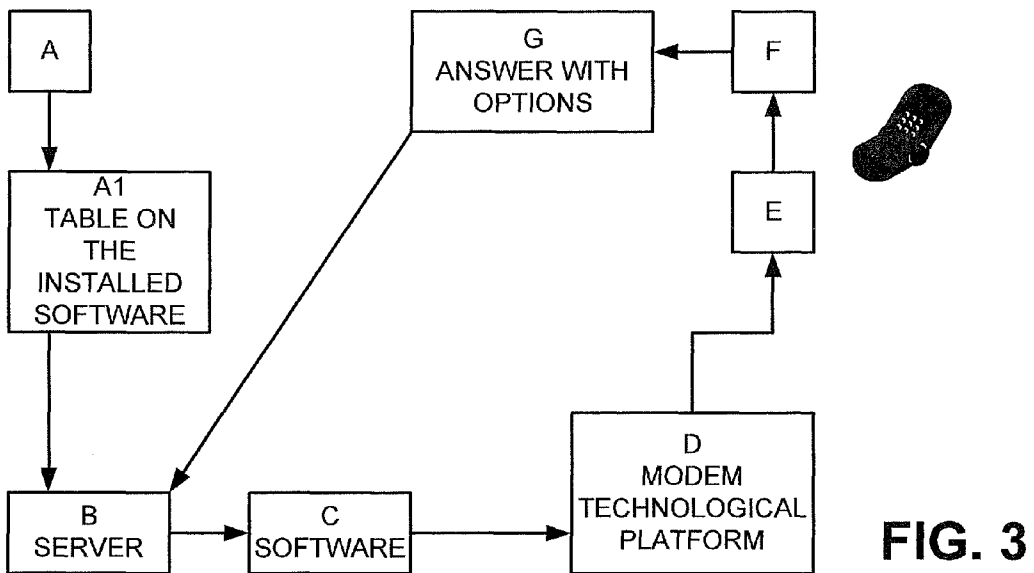 A
G
ANSWER WITH
OPTIONS
F
A1
TABLE ON
THE
INSTALLED
SOFTWARE
E
B
SERVER
C
SOFTWARE
D
MODEM
TECHNOLOGICAL
PLATFORM
FIG. 3